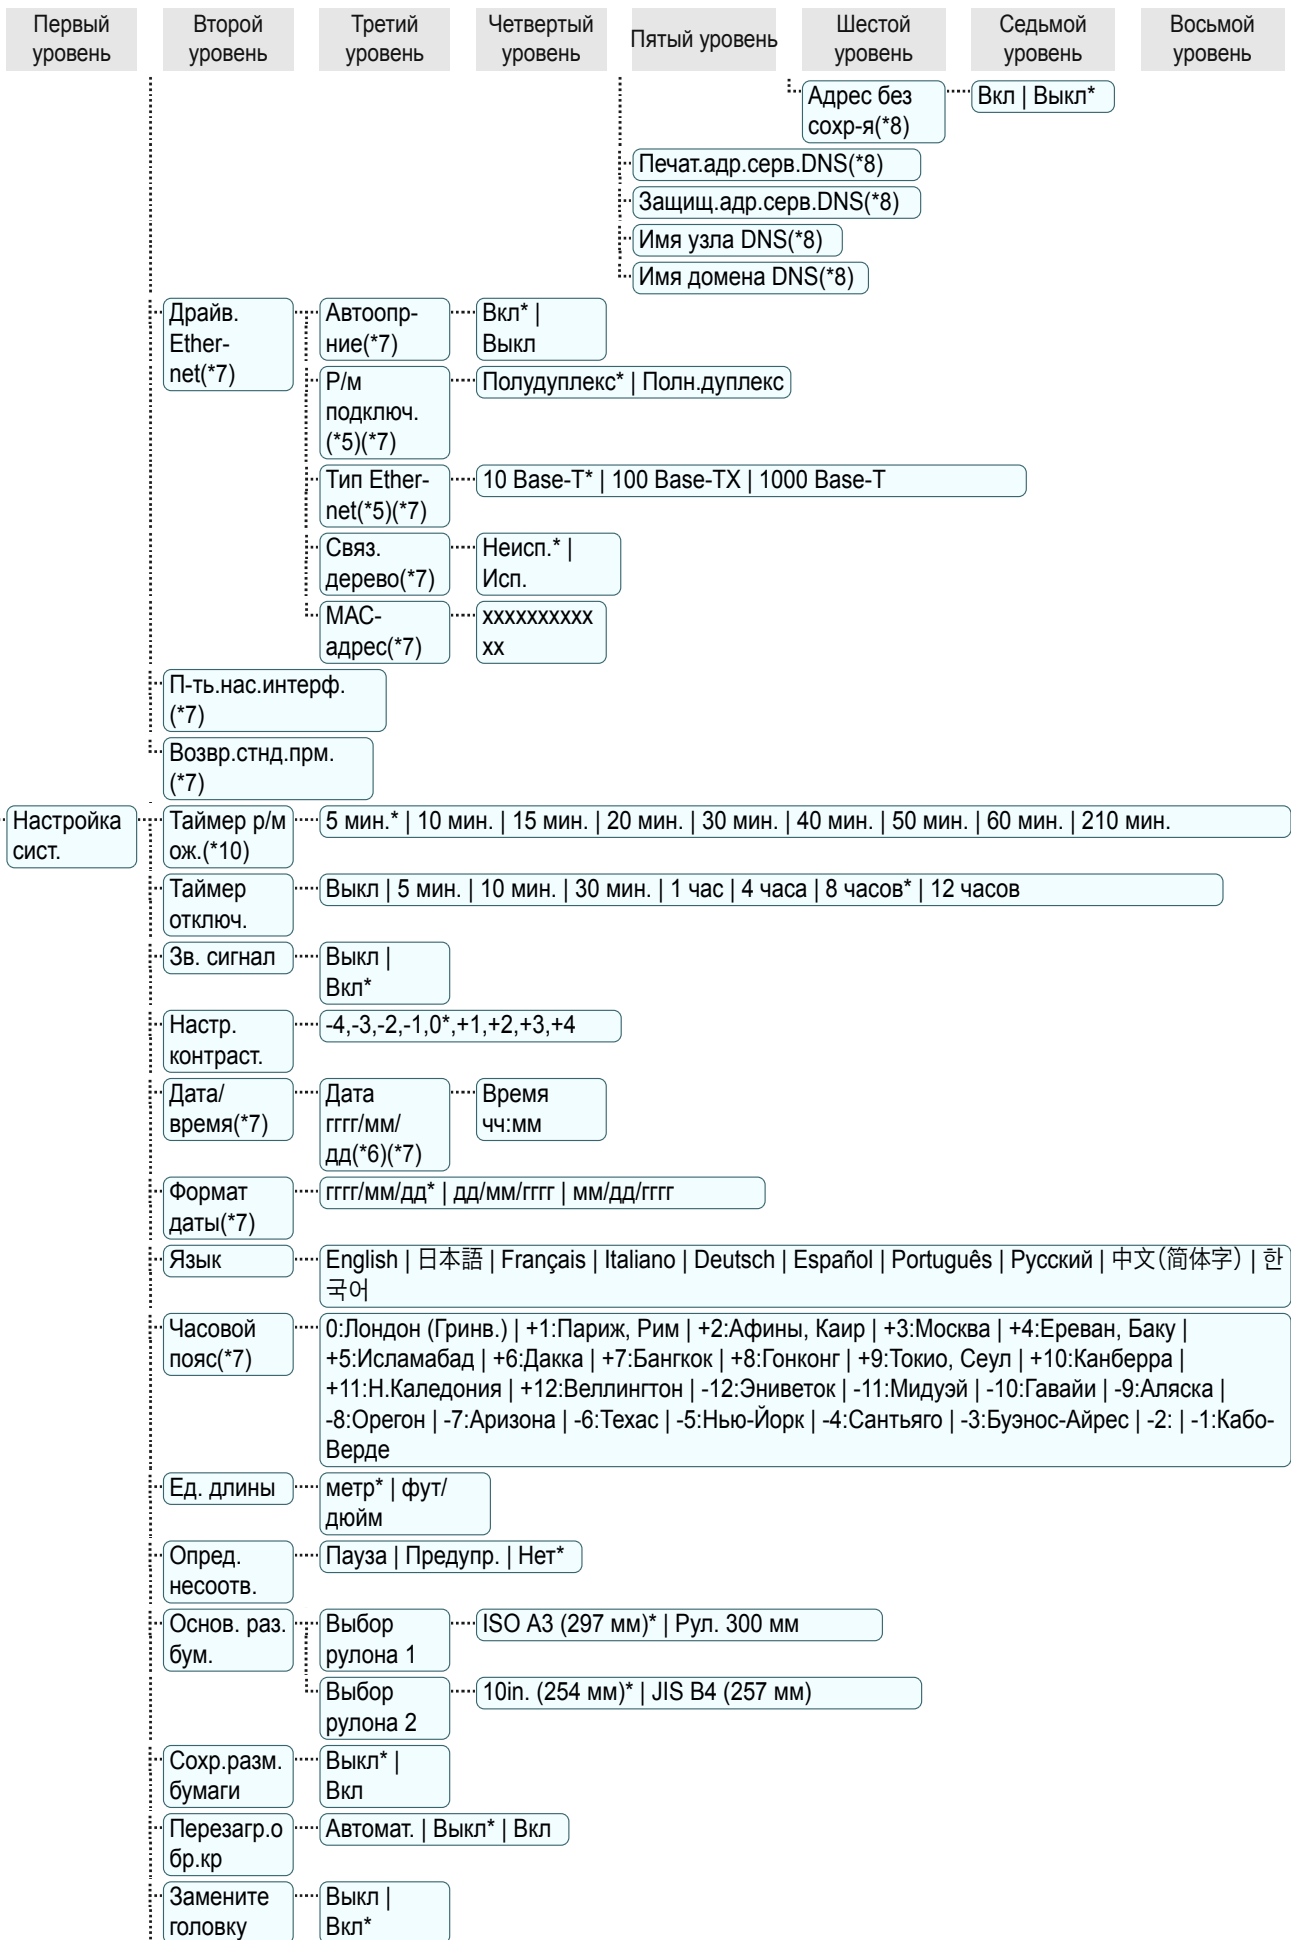 Первый уровень
Второй уровень
Третий уровень
Четвертый уровень
Пятый уровень
Шестой уровень
Седьмой уровень
Восьмой уровень
Адрес без
сохр-я(*8)
Вкл | Выкл*
Печат.адр.серв.DNS(*8)
Защищ.адр.серв.DNS(*8)
Имя узла DNS(*8)
Имя домена DNS(*8)
Драйв.
Ether-
net(*7)
Автоопр-
ние(*7)
Вкл* |
Выкл
Р/м
подключ.
(*5)(*7)
Полудуплекс* | Полн.дуплекс
Тип Ether-
net(*5)(*7)
10 Base-T* | 100 Base-TX | 1000 Base-T
Связ.
дерево(*7)
Неисп.* |
Исп.
MAC-
адрес(*7)
xxxxxxxxxx
xx
П-ть.нас.интерф.
(*7)
Возвр.стнд.прм.
(*7)
Настройка
сист.
Таймер р/м
ож.(*10)
5 мин.* | 10 мин. | 15 мин. | 20 мин. | 30 мин. | 40 мин. | 50 мин. | 60 мин. | 210 мин.
Таймер
отключ.
Выкл | 5 мин. | 10 мин. | 30 мин. | 1 час | 4 часа | 8 часов* | 12 часов
Зв. сигнал
Выкл |
Вкл*
Настр.
контраст.
-4,-3,-2,-1,0*,+1,+2,+3,+4
Дата/
время(*7)
Дата
гггг/мм/
дд(*6)(*7)
Время
чч:мм
Формат
даты(*7)
гггг/мм/дд* | дд/мм/гггг | мм/дд/гггг
Язык
English | 日本語 | Français | Italiano | Deutsch | Español | Português | Русский | 中文(简体字) | 한
국어
Часовой
пояс(*7)
0:Лондон (Гринв.) | +1:Париж, Рим | +2:Афины, Каир | +3:Москва | +4:Ереван, Баку |
+5:Исламабад | +6:Дакка | +7:Бангкок | +8:Гонконг | +9:Токио, Сеул | +10:Канберра |
+11:Н.Каледония | +12:Веллингтон | -12:Эниветок | -11:Мидуэй | -10:Гавайи | -9:Аляска |
-8:Орегон | -7:Аризона | -6:Техас | -5:Нью-Йорк | -4:Сантьяго | -3:Буэнос-Айрес | -2: | -1:Кабо-
Верде
Ед. длины
метр* | фут/
дюйм
Опред.
несоотв.
Пауза | Предупр. | Нет*
Основ. раз.
бум.
Выбор
рулона 1
ISO A3 (297 мм)* | Рул. 300 мм
Выбор
рулона 2
10in. (254 мм)* | JIS B4 (257 мм)
Сохр.разм.
бумаги
Выкл* |
Вкл
Перезагр.о
бр.кр
Автомат. | Выкл* | Вкл
Замените
головку
Выкл |
Вкл*